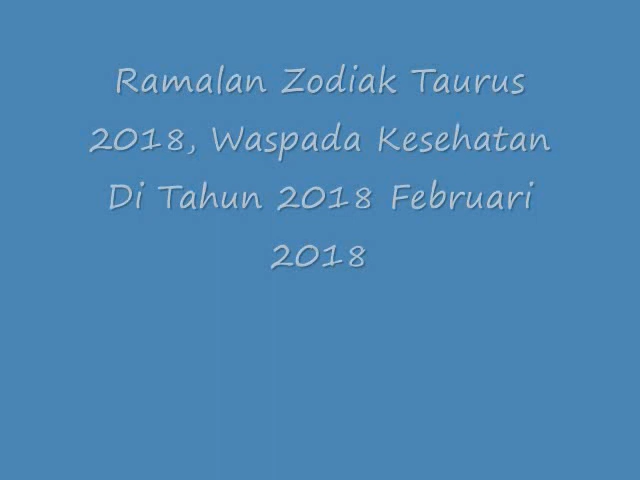 Ramalan Zodiak Taurus
2018, Waspada Kesehatan
Di Tahun 2018 Februari
2018